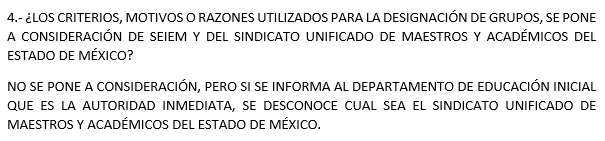 4.- ¿LOS CRITERIOS, MOTIVOS O RAZONES UTILIZADOS PARA LA DESIGNACIÓN DE GRUPOS, SE PONE
A CONSIDERACIÓN DE SEIEM Y DEL SINDICATO UNIFICADO DE MAESTROS Y ACADÉMICOS DEL
ESTADO DE MÉXICO?
NO SE PONE A CONSIDERACIÓN, PERO SI SE INFORMA AL DEPARTAMENTO DE EDUCACIÓN INICIAL
QUE ES LA AUTORIDAD INMEDIATA, SE DESCONOCE CUAL SEA EL SINDICATO UNIFICADO DE
MAESTROS Y ACADÉMICOS DEL ESTADO DE MÉXICO.